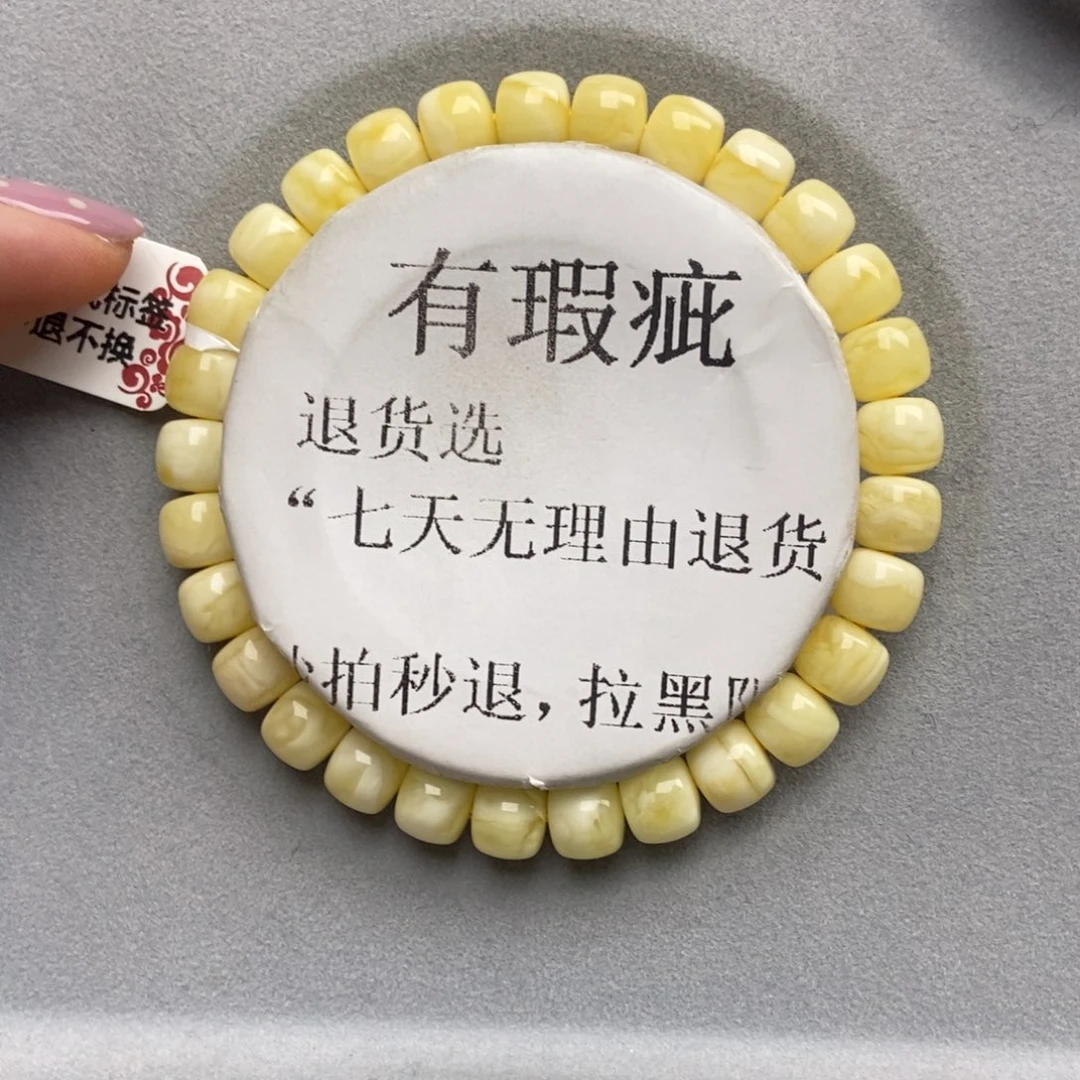 有瑕疵
退货选
“七天无理由退货
拍秒退，拉黑
标签
退不换